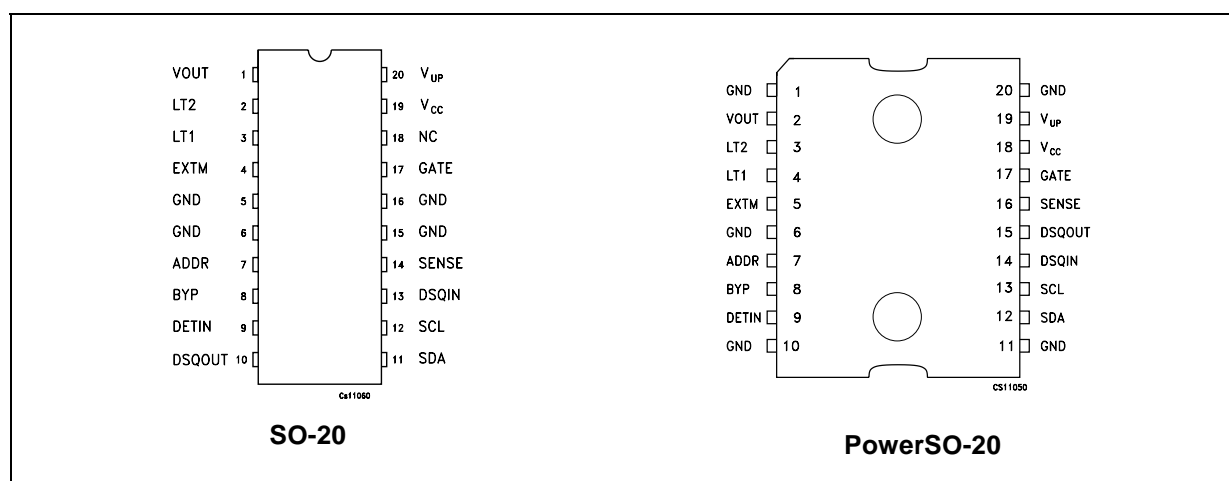 VOUT 1 20 VUP
LT2 2 19 VCC
LT1 3 18 NC
EXTM 4 17 GATE
GND 5 16 GND
GND 6 15 GND
ADDR 7 14 SENSE
BYP 8 13 DSQIN
DETIN 9 12 SCL
DSQOUT 10 11 SDA
Cs11060
SO-20
GND 1 20 GND
VOUT 2 19 VUP
LT2 3 18 VCC
LT1 4 17 GATE
EXTM 5 16 SENSE
GND 6 15 DSQOUT
ADDR 7 14 DSQIN
BYP 8 13 SCL
DETIN 9 12 SDA
GND 10 11 GND
CS11050
PowerSO-20